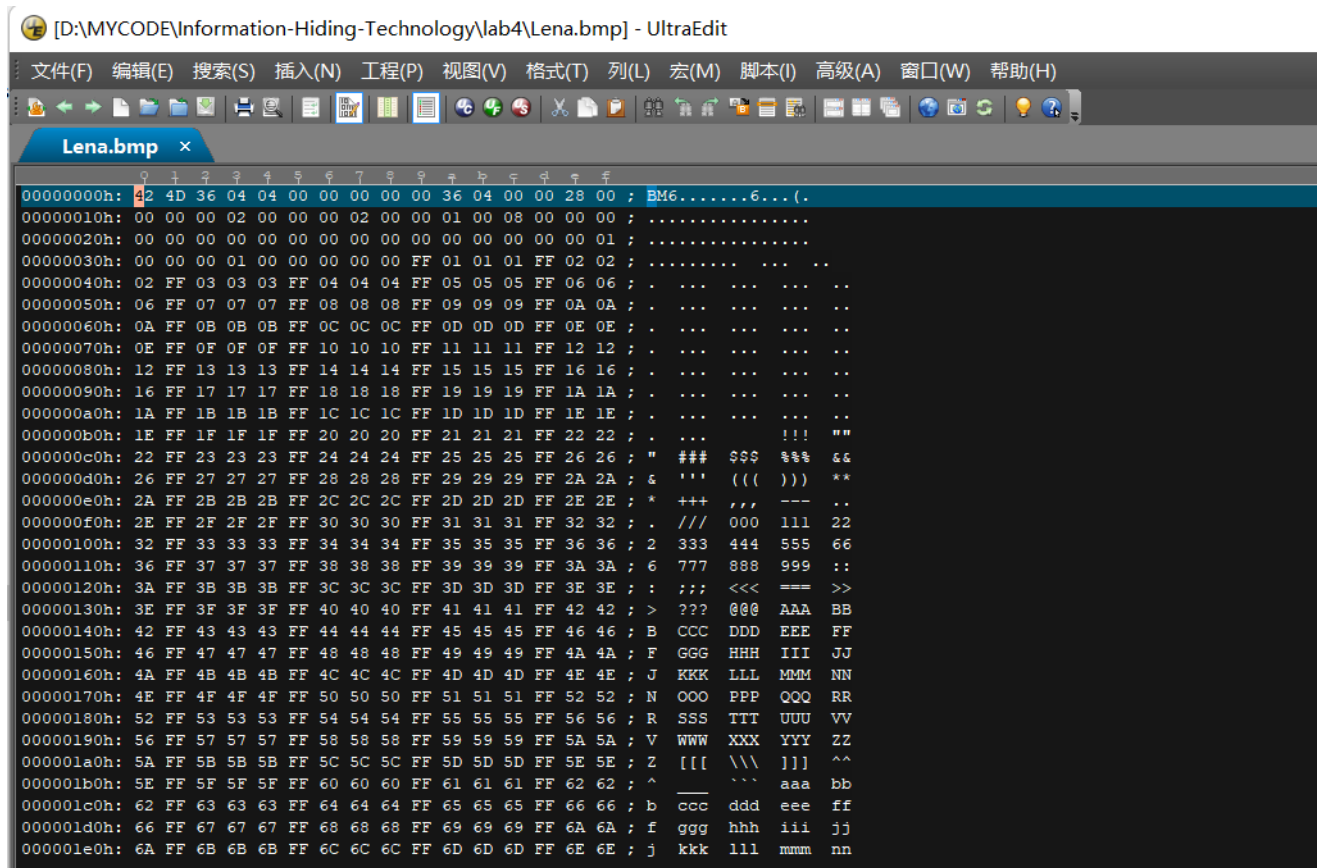 [D:\MYCODE\Information-Hiding-Technology\lab4\Lena.bmp] - UltraEdit
文件(F) 编辑(E) 搜索(S) 插入(N) 工程(P) 视图(V) 格式(T) 列(L) 宏(M) 脚本(I) 高级(A) 窗口(W) 帮助(H)
Lena.bmp ×
0 1 2 3 4 5 6 7 8 9 a b c d e f
00000000h: 42 4D 36 04 04 00 00 00 00 00 36 04 00 00 28 00 ; BM6.......6...(.
00000010h: 00 00 00 02 00 00 00 02 00 00 01 00 08 00 00 00 ; ................
00000020h: 00 00 00 00 00 00 00 00 00 00 00 00 00 00 00 01 ; ................
00000030h: 00 00 00 01 00 00 00 00 00 FF 01 01 01 FF 02 02 ; ......... ... ..
00000040h: 02 FF 03 03 03 FF 04 04 04 FF 05 05 05 FF 06 06 ; . ... ... ... ..
00000050h: 06 FF 07 07 07 FF 08 08 08 FF 09 09 09 FF 0A 0A ; . ... ... ... ..
00000060h: 0A FF 0B 0B 0B FF 0C 0C 0C FF 0D 0D 0D FF 0E 0E ; . ... ... ... ..
00000070h: 0E FF 0F 0F 0F FF 10 10 10 FF 11 11 11 FF 12 12 ; . ... ... ... ..
00000080h: 12 FF 13 13 13 FF 14 14 14 FF 15 15 15 FF 16 16 ; . ... ... ... ..
00000090h: 16 FF 17 17 17 FF 18 18 18 FF 19 19 19 FF 1A 1A ; . ... ... ... ..
000000a0h: 1A FF 1B 1B 1B FF 1C 1C 1C FF 1D 1D 1D FF 1E 1E ; . ... ... ... ..
000000b0h: 1E FF 1F 1F 1F FF 20 20 20 FF 21 21 21 FF 22 22 ; . ... !!! ""
000000c0h: 22 FF 23 23 23 FF 24 24 24 FF 25 25 25 FF 26 26 ; " ### $$$ %%% &&
000000d0h: 26 FF 27 27 27 FF 28 28 28 FF 29 29 29 FF 2A 2A ; & ''' ((( ))) **
000000e0h: 2A FF 2B 2B 2B FF 2C 2C 2C FF 2D 2D 2D FF 2E 2E ; * +++ ,,, --- ..
000000f0h: 2E FF 2F 2F 2F FF 30 30 30 FF 31 31 31 FF 32 32 ; . /// 000 111 22
00000100h: 32 FF 33 33 33 FF 34 34 34 FF 35 35 35 FF 36 36 ; 2 333 444 555 66
00000110h: 36 FF 37 37 37 FF 38 38 38 FF 39 39 39 FF 3A 3A ; 6 777 888 999 ::
00000120h: 3A FF 3B 3B 3B FF 3C 3C 3C FF 3D 3D 3D FF 3E 3E ; : ;;; <<< === >>
00000130h: 3E FF 3F 3F 3F FF 40 40 40 FF 41 41 41 FF 42 42 ; > ??? @@@ AAA BB
00000140h: 42 FF 43 43 43 FF 44 44 44 FF 45 45 45 FF 46 46 ; B CCC DDD EEE FF
00000150h: 46 FF 47 47 47 FF 48 48 48 FF 49 49 49 FF 4A 4A ; F GGG HHH III JJ
00000160h: 4A FF 4B 4B 4B FF 4C 4C 4C FF 4D 4D 4D FF 4E 4E ; J KKK LLL MMM NN
00000170h: 4E FF 4F 4F 4F FF 50 50 50 FF 51 51 51 FF 52 52 ; N OOO PPP QQQ RR
00000180h: 52 FF 53 53 53 FF 54 54 54 FF 55 55 55 FF 56 56 ; R SSS TTT UUU VV
00000190h: 56 FF 57 57 57 FF 58 58 58 FF 59 59 59 FF 5A 5A ; V WWW XXX YYY ZZ
000001a0h: 5A FF 5B 5B 5B FF 5C 5C 5C FF 5D 5D 5D FF 5E 5E ; Z [[[ \\\ ]]] ^^
000001b0h: 5E FF 5F 5F 5F FF 60 60 60 FF 61 61 61 FF 62 62 ; ^ ___ ``` aaa bb
000001c0h: 62 FF 63 63 63 FF 64 64 64 FF 65 65 65 FF 66 66 ; b ccc ddd eee ff
000001d0h: 66 FF 67 67 67 FF 68 68 68 FF 69 69 69 FF 6A 6A ; f ggg hhh iii jj
000001e0h: 6A FF 6B 6B 6B FF 6C 6C 6C FF 6D 6D 6D FF 6E 6E ; j kkk lll mmm nn